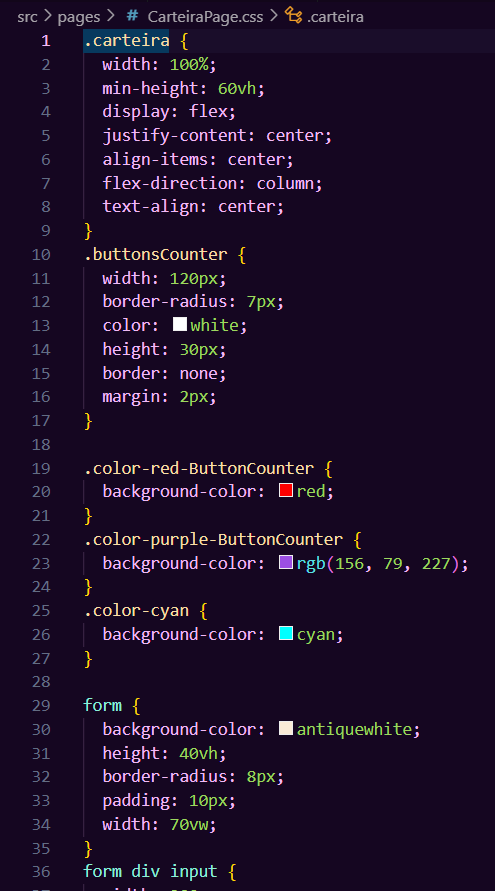 src > pages > # CarteiraPage.css > .carteira
1 .carteira {
2 width: 100%;
3 min-height: 60vh;
4 display: flex;
5 justify-content: center;
6 align-items: center;
7 flex-direction: column;
8 text-align: center;
9 }
10 .buttonsCounter {
11 width: 120px;
12 border-radius: 7px;
13 color: white;
14 height: 30px;
15 border: none;
16 margin: 2px;
17 }
18
19 .color-red-ButtonCounter {
20 background-color: red;
21 }
22 .color-purple-ButtonCounter {
23 background-color: rgb(156, 79, 227);
24 }
25 .color-cyan {
26 background-color: cyan;
27 }
28
29 form {
30 background-color: antiquewhite;
31 height: 40vh;
32 border-radius: 8px;
33 padding: 10px;
34 width: 70vw;
35 }
36 form div input {